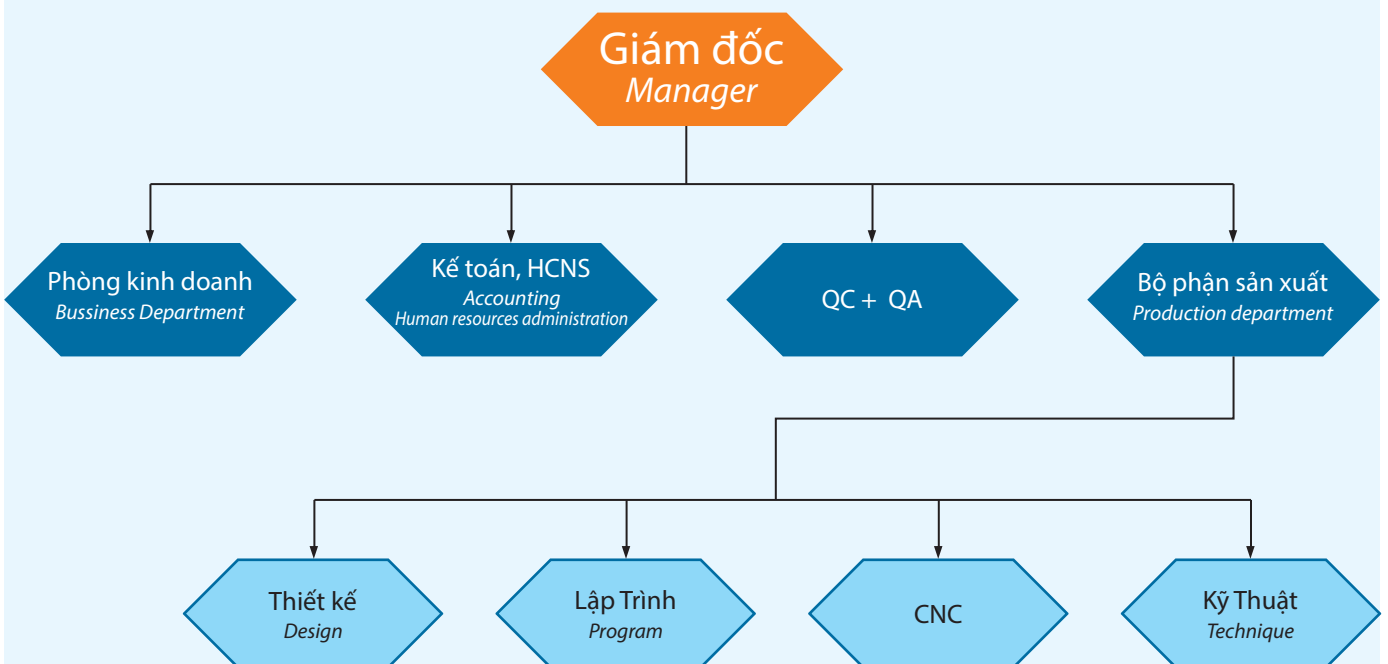 Giám đốc
Manager
Phòng kinh doanh
Bussiness Department
Kế toán, HCNS
Accounting
Human resources administration
QC + QA
Bộ phận sản xuất
Production department
Thiết kế
Design
Lập Trình
Program
CNC
Kỹ Thuật
Technique